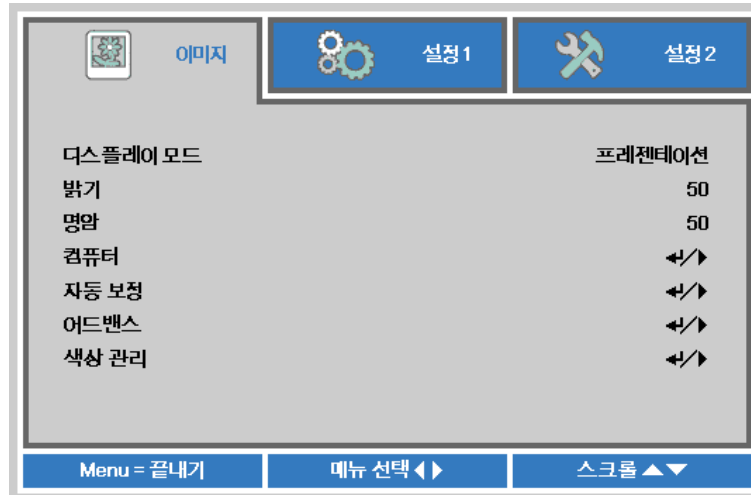 이미지
설정 1
설정 2
디스플레이 모드 프레젠테이션
밝기 50
명암 50
컴퓨터 ↵/▶
자동 보정 ↵/▶
어드밴스 ↵/▶
색상 관리 ↵/▶
Menu = 끝내기
메뉴 선택 ◀ ▶
스크롤 ▲▼